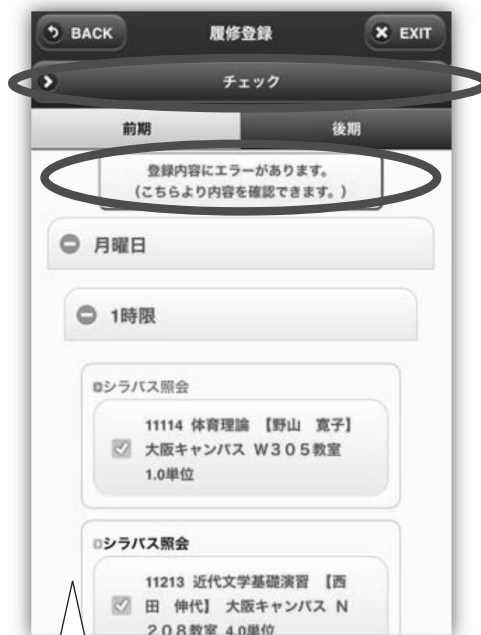 BACK 履修登録 EXIT
チェック
前期 後期
登録内容にエラーがあります。
(こちらより内容を確認できます。)
月曜日
1時限
シラバス照会
11114 体育理論 【野山 寛子】
大阪キャンパス W305教室
1.0単位
シラバス照会
11213 近代文学基礎演習 【西
田 伸代】 大阪キャンパス N
208教室 4.0単位